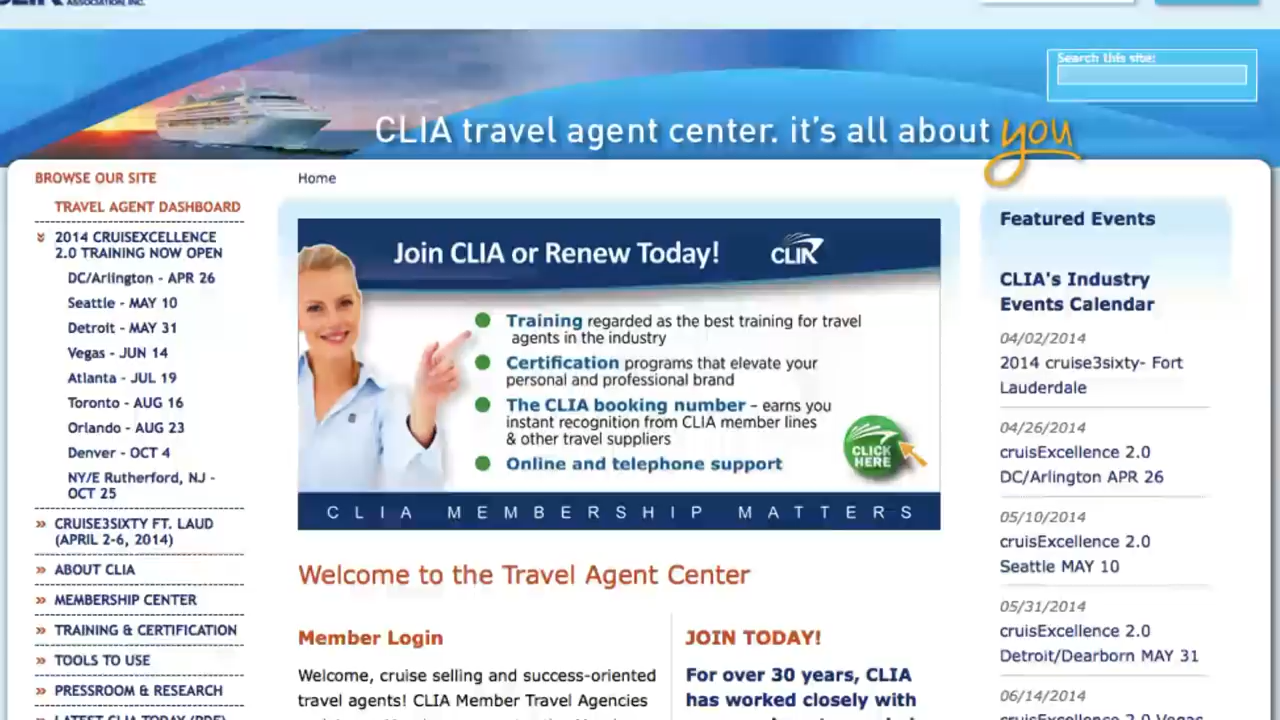 ASSOCIATION, INC.
Search this site:
CLIA travel agent center. it's all about you
BROWSE OUR SITE
TRAVEL AGENT DASHBOARD
2014 CRUISEXCELLENCE
2.0 TRAINING NOW OPEN
DC/Arlington - APR 26
Seattle - MAY 10
Detroit - MAY 31
Vegas - JUN 14
Atlanta - JUL 19
Toronto - AUG 16
Orlando - AUG 23
Denver - OCT 4
NY/E Rutherford, NJ -
OCT 25
CRUISE3SIXTY FT. LAUD
(APRIL 2-6, 2014)
ABOUT CLIA
MEMBERSHIP CENTER
TRAINING & CERTIFICATION
TOOLS TO USE
PRESSROOM & RESEARCH
LATEST CLIA TODAY (PDF)
Home
Join CLIA or Renew Today!
CLIA
Training regarded as the best training for travel
agents in the industry
Certification programs that elevate your
personal and professional brand
The CLIA booking number – earns you
instant recognition from CLIA member lines
& other travel suppliers
Online and telephone support
CLICK
HERE
CLIA MEMBERSHIP MATTERS
Welcome to the Travel Agent Center
Member Login
Welcome, cruise selling and success-oriented
travel agents! CLIA Member Travel Agencies
JOIN TODAY!
For over 30 years, CLIA
has worked closely with
Featured Events
CLIA's Industry
Events Calendar
04/02/2014
2014 cruise3sixty- Fort
Lauderdale
04/26/2014
cruisExcellence 2.0
DC/Arlington APR 26
05/10/2014
cruisExcellence 2.0
Seattle MAY 10
05/31/2014
cruisExcellence 2.0
Detroit/Dearborn MAY 31
06/14/2014
cruisExcellence 2.0 Vegas